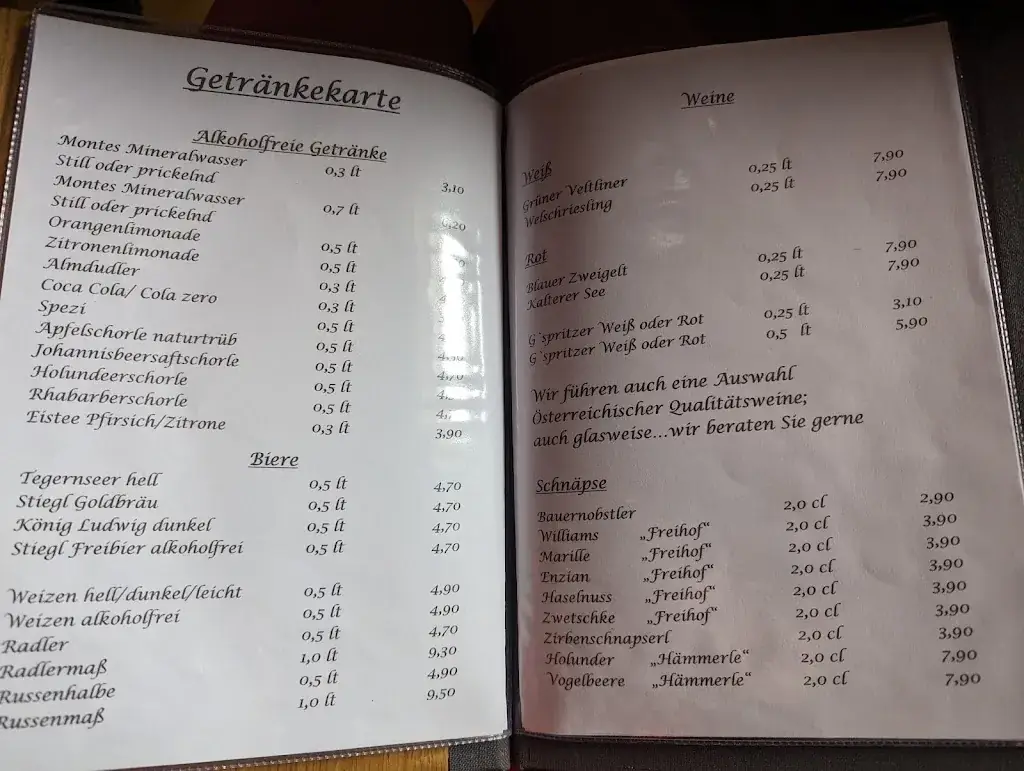 Getränkekarte
Alkoholfreie Getränke
Montes Mineralwasser
Still oder prickelnd 0,3 lt 3,10
Montes Mineralwasser
Still oder prickelnd 0,7 lt 6,20
Orangenlimonade 0,5 lt
Zitronenlimonade 0,5 lt
Almdudler 0,3 lt
Coca Cola/ Cola zero 0,3 lt
Spezi 0,5 lt
Apfelschorle naturtrüb 0,5 lt
Johannisbeersaftschorle 0,5 lt 4,70
Holundeerschorle 0,5 lt
Rhabarberschorle 0,5 lt
Eistee Pfirsich/Zitrone 0,3 lt 3,90
Biere
Tegernseer hell 0,5 lt 4,70
Stiegl Goldbräu 0,5 lt 4,70
König Ludwig dunkel 0,5 lt 4,70
Stiegl Freibier alkoholfrei 0,5 lt 4,70
Weizen hell/dunkel/leicht 0,5 lt 4,90
Weizen alkoholfrei 0,5 lt 4,90
Radler 0,5 lt 4,70
Radlermaß 1,0 lt 9,30
Russenhalbe 0,5 lt 4,90
Russenmaß 1,0 lt 9,50
Weine
Weiß
Grüner Veltliner 0,25 lt 7,90
Welschriesling 0,25 lt 7,90
Rot
Blauer Zweigelt 0,25 lt 7,90
Kalterer See 0,25 lt 7,90
G`spritzer Weiß oder Rot 0,25 lt 3,10
G`spritzer Weiß oder Rot 0,5 lt 5,90
Wir führen auch eine Auswahl
Österreichischer Qualitätsweine;
auch glasweise...wir beraten Sie gerne
Schnäpse
Bauernobstler 2,0 cl 2,90
Williams „Freihof“ 2,0 cl 3,90
Marille „Freihof“ 2,0 cl 3,90
Enzian „Freihof“ 2,0 cl 3,90
Haselnuss „Freihof“ 2,0 cl 3,90
Zwetschke „Freihof“ 2,0 cl 3,90
Zirbenschnapserl 2,0 cl 3,90
Holunder „Hämmerle“ 2,0 cl 7,90
Vogelbeere „Hämmerle“ 2,0 cl 7,90